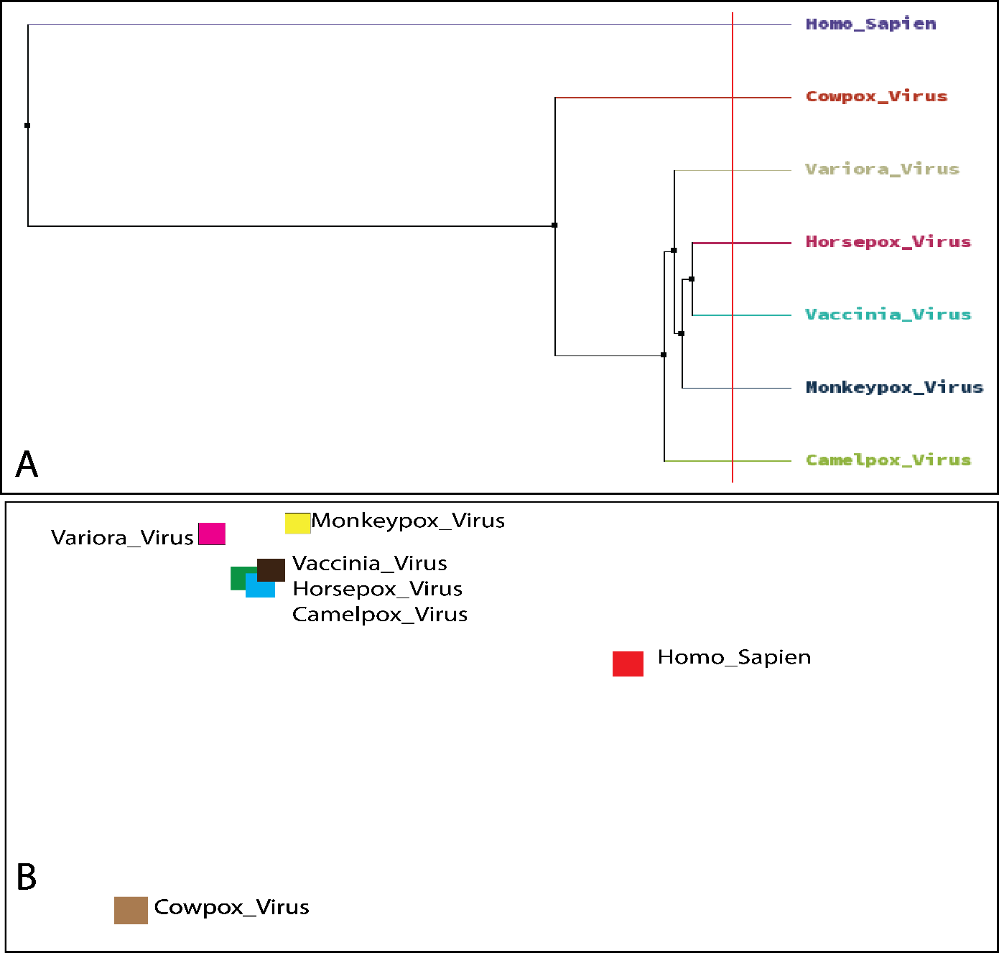 Homo_Sapien
Cowpox_Virus
Variora_Virus
Horsepox_Virus
Vaccinia_Virus
Monkeypox_Virus
Camelpox_Virus
A
Monkeypox_Virus
Variora_Virus
Vaccinia_Virus
Horsepox_Virus
Camelpox_Virus
Homo_Sapien
B
Cowpox_Virus